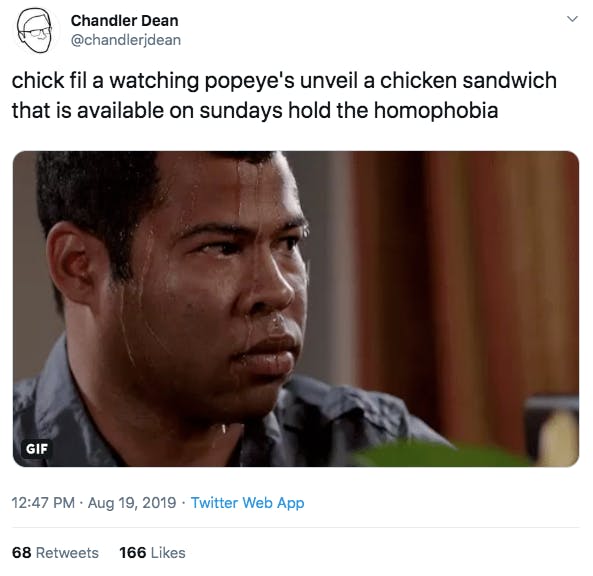 Chandler Dean
@chandlerjdean
chick fil a watching popeye's unveil a chicken sandwich
that is available on sundays hold the homophobia
GIF
12:47 PM · Aug 19, 2019 · Twitter Web App
68 Retweets 166 Likes